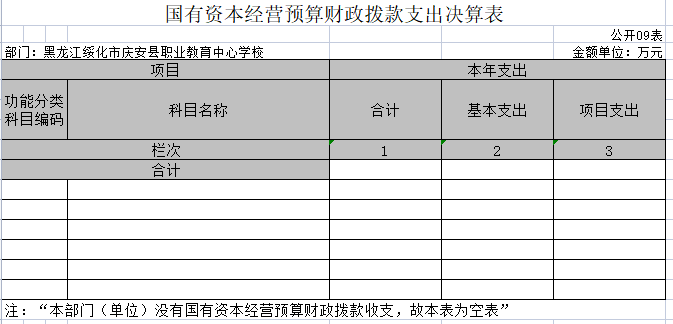 国有资本经营预算财政拨款支出决算表
公开09表
部门：黑龙江绥化市庆安县职业教育中心学校 金额单位：万元
项目 本年支出
功能分类科目编码 科目名称 合计 基本支出 项目支出
栏次 1 2 3
合计
注：“本部门（单位）没有国有资本经营预算财政拨款收支，故本表为空表”